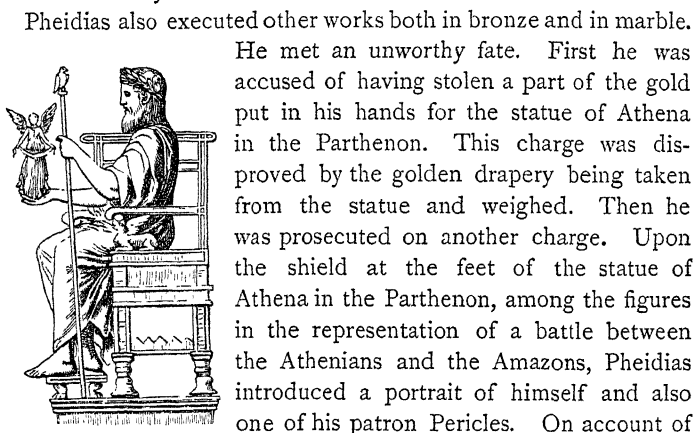 Pheidias also executed other works both in bronze and in marble.
He met an unworthy fate. First he was
accused of having stolen a part of the gold
put in his hands for the statue of Athena
in the Parthenon. This charge was dis-
proved by the golden drapery being taken
from the statue and weighed. Then he
was prosecuted on another charge. Upon
the shield at the feet of the statue of
Athena in the Parthenon, among the figures
in the representation of a battle between
the Athenians and the Amazons, Pheidias
introduced a portrait of himself and also
one of his patron Pericles. On account of